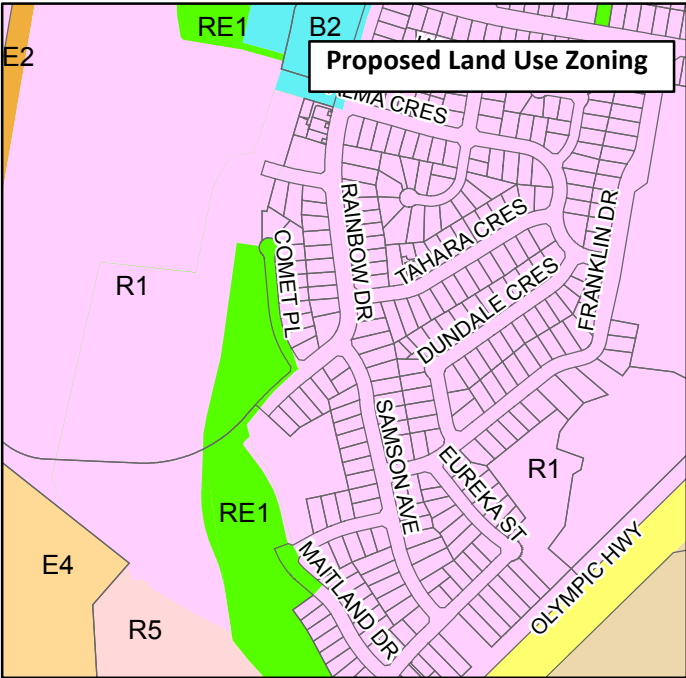 RE1
B2
E2
Proposed Land Use Zoning
CRES
RAINBOW DR
TAHARA CRES
FRANKLIN DR
COMET PL
R1
DUNDALE CRES
SAMSON AVE
EUREKA ST
R1
RE1
OLYMPIC HWY
E4
MAITLAND DR
R5